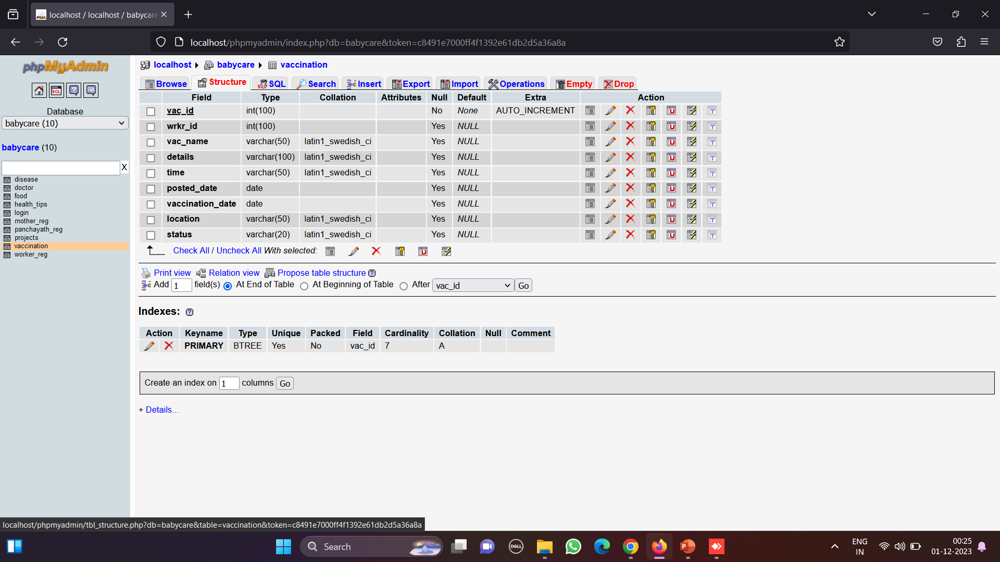 localhost / localhost / babycare
localhost/phpmyadmin/index.php?db=babycare&token=c8491e7000ff4f1392e61db2d5a36a8a
phpMyAdmin
SQL
Database
babycare (10)
babycare (10)
X
disease
doctor
food
health_tips
login
mother_reg
panchayath_reg
projects
vaccination
worker_reg
localhost babycare vaccination
Browse Structure SQL Search Insert Export Import Operations Empty Drop
Field Type Collation Attributes Null Default Extra Action
vac_id int(100) No None AUTO_INCREMENT
wrkr_id int(100) Yes NULL
vac_name varchar(50) latin1_swedish_ci Yes NULL
details varchar(100) latin1_swedish_ci Yes NULL
time varchar(50) latin1_swedish_ci Yes NULL
posted_date date Yes NULL
vaccination_date date Yes NULL
location varchar(50) latin1_swedish_ci Yes NULL
status varchar(20) latin1_swedish_ci Yes NULL
Check All / Uncheck All With selected:
Print view Relation view Propose table structure
Add 1 field(s) At End of Table At Beginning of Table After vac_id Go
Indexes:
Action Keyname Type Unique Packed Field Cardinality Collation Null Comment
PRIMARY BTREE Yes No vac_id 7 A
Create an index on 1 columns Go
+ Details...
localhost/phpmyadmin/tbl_structure.php?db=babycare&table=vaccination&token=c8491e7000ff4f1392e61db2d5a36a8a
Search
DELL
ENG
IN
00:25
01-12-2023